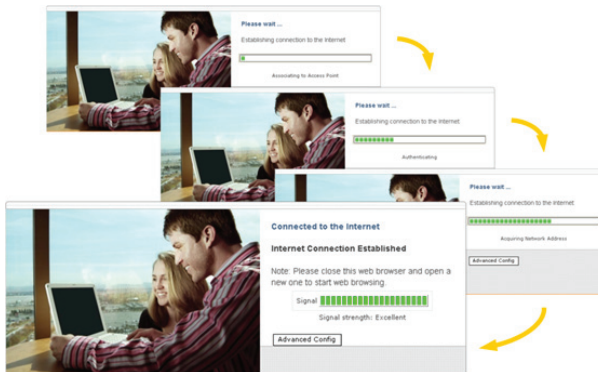 Please wait ...
Establishing connection to the Internet
Associating to Access Point
Please wait ...
Establishing connection to the Internet
Authenticating
Please wait ...
Establishing connection to the Internet
Acquiring Network Address
Advanced Config
Connected to the Internet
Internet Connection Established
Note: Please close this web browser and open a
new one to start web browsing.
Signal
Signal strength: Excellent
Advanced Config